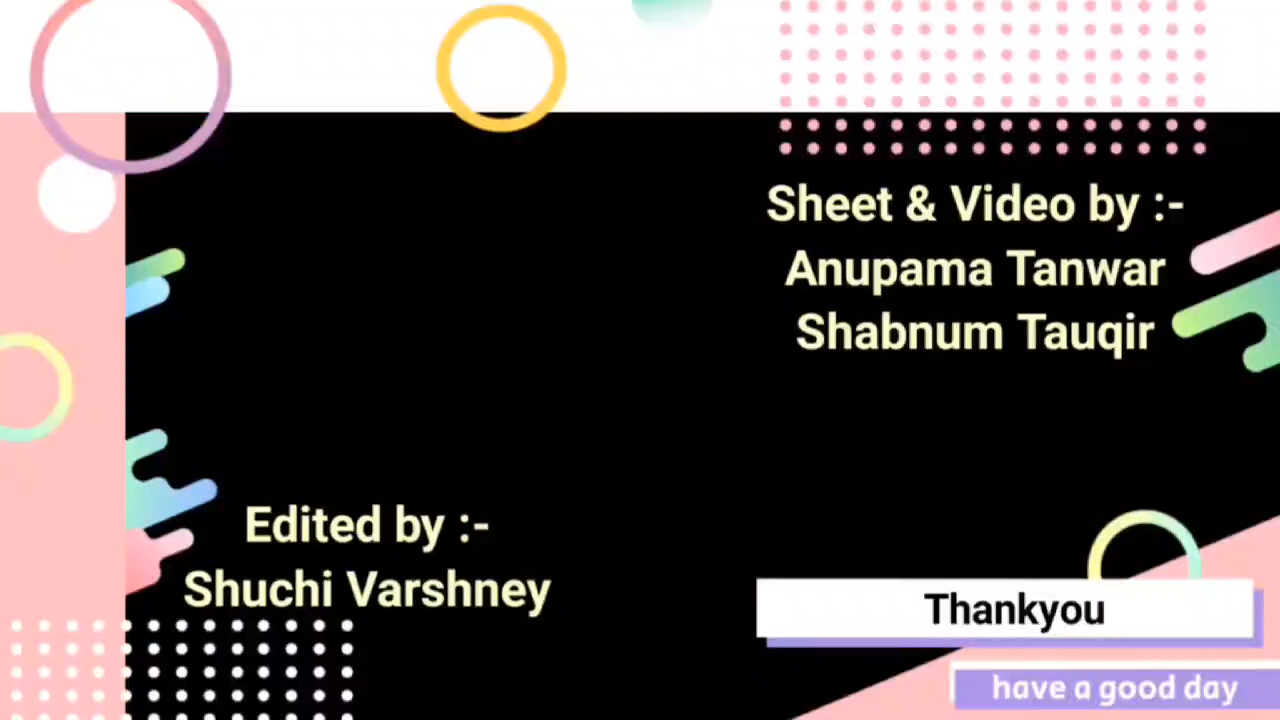 Sheet & Video by :-
Anupama Tanwar
Shabnum Tauqir
Edited by :-
Shuchi Varshney
Thankyou
have a good day